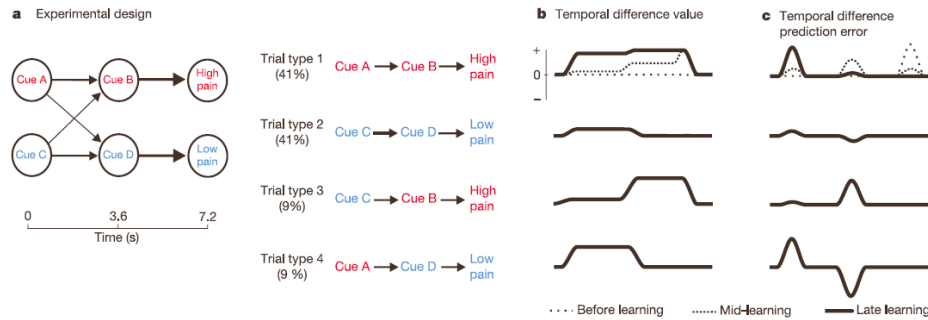 a Experimental design
Cue A
Cue B
High
pain
Cue C
Cue D
Low
pain
0
3.6
7.2
Time (s)
Trial type 1
(41%)
Cue A
Cue B
High
pain
Trial type 2
(41%)
Cue C
Cue D
Low
pain
Trial type 3
(9%)
Cue C
Cue B
High
pain
Trial type 4
(9 %)
Cue A
Cue D
Low
pain
b Temporal difference value
+
0
–
c Temporal difference
prediction error
Before learning
Mid-learning
Late learning